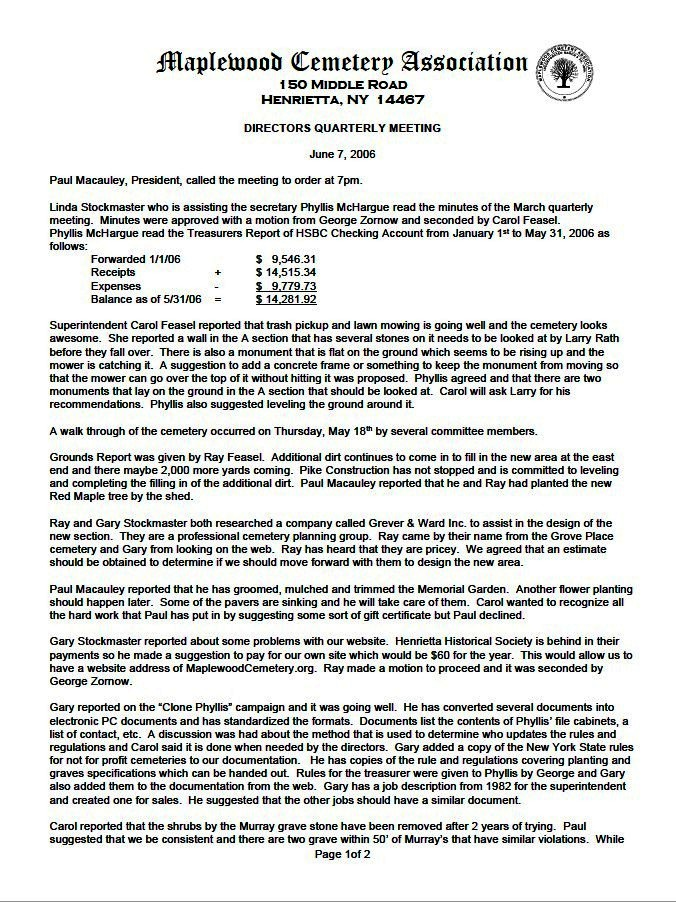 Maplewood Cemetery Association
150 Middle Road
Henrietta, NY 14467
DIRECTORS QUARTERLY MEETING
June 7, 2006
Paul Macauley, President, called the meeting to order at 7pm.
Linda Stockmaster who is assisting the secretary Phyllis McHargue read the minutes of the March quarterly
meeting. Minutes were approved with a motion from George Zornow and seconded by Carol Feasel.
Phyllis McHargue read the Treasurers Report of HSBC Checking Account from January 1st to May 31, 2006 as
follows:
Forwarded 1/1/06 $ 9,546.31
Receipts + $ 14,515.34
Expenses - $ 9,779.73
Balance as of 5/31/06 = $ 14,281.92
Superintendent Carol Feasel reported that trash pickup and lawn mowing is going well and the cemetery looks
awesome. She reported a wall in the A section that has several stones on it needs to be looked at by Larry Rath
before they fall over. There is also a monument that is flat on the ground which seems to be rising up and the
mower is catching it. A suggestion to add a concrete frame or something to keep the monument from moving so
that the mower can go over the top of it without hitting it was proposed. Phyllis agreed and that there are two
monuments that lay on the ground in the A section that should be looked at. Carol will ask Larry for his
recommendations. Phyllis also suggested leveling the ground around it.
A walk through of the cemetery occurred on Thursday, May 18th by several committee members.
Grounds Report was given by Ray Feasel. Additional dirt continues to come in to fill in the new area at the east
end and there maybe 2,000 more yards coming. Pike Construction has not stopped and is committed to leveling
and completing the filling in of the additional dirt. Paul Macauley reported that he and Ray had planted the new
Red Maple tree by the shed.
Ray and Gary Stockmaster both researched a company called Grever & Ward Inc. to assist in the design of the
new section. They are a professional cemetery planning group. Ray came by their name from the Grove Place
cemetery and Gary from looking on the web. Ray has heard that they are pricey. We agreed that an estimate
should be obtained to determine if we should move forward with them to design the new area.
Paul Macauley reported that he has groomed, mulched and trimmed the Memorial Garden. Another flower planting
should happen later. Some of the pavers are sinking and he will take care of them. Carol wanted to recognize all
the hard work that Paul has put in by suggesting some sort of gift certificate but Paul declined.
Gary Stockmaster reported about some problems with our website. Henrietta Historical Society is behind in their
payments so he made a suggestion to pay for our own site which would be $60 for the year. This would allow us to
have a website address of MaplewoodCemetery.org. Ray made a motion to proceed and it was seconded by
George Zornow.
Gary reported on the “Clone Phyllis” campaign and it was going well. He has converted several documents into
electronic PC documents and has standardized the formats. Documents list the contents of Phyllis’ file cabinets, a
list of contact, etc. A discussion was had about the method that is used to determine who updates the rules and
regulations and Carol said it is done when needed by the directors. Gary added a copy of the New York State rules
for not for profit cemeteries to our documentation. He has copies of the rule and regulations covering planting and
graves specifications which can be handed out. Rules for the treasurer were given to Phyllis by George and Gary
also added them to the documentation from the web. Gary has a job description from 1982 for the superintendent
and created one for sales. He suggested that the other jobs should have a similar document.
Carol reported that the shrubs by the Murray grave stone have been removed after 2 years of trying. Paul
suggested that we be consistent and there are two grave within 50’ of Murray’s that have similar violations. While
Page 1of 2